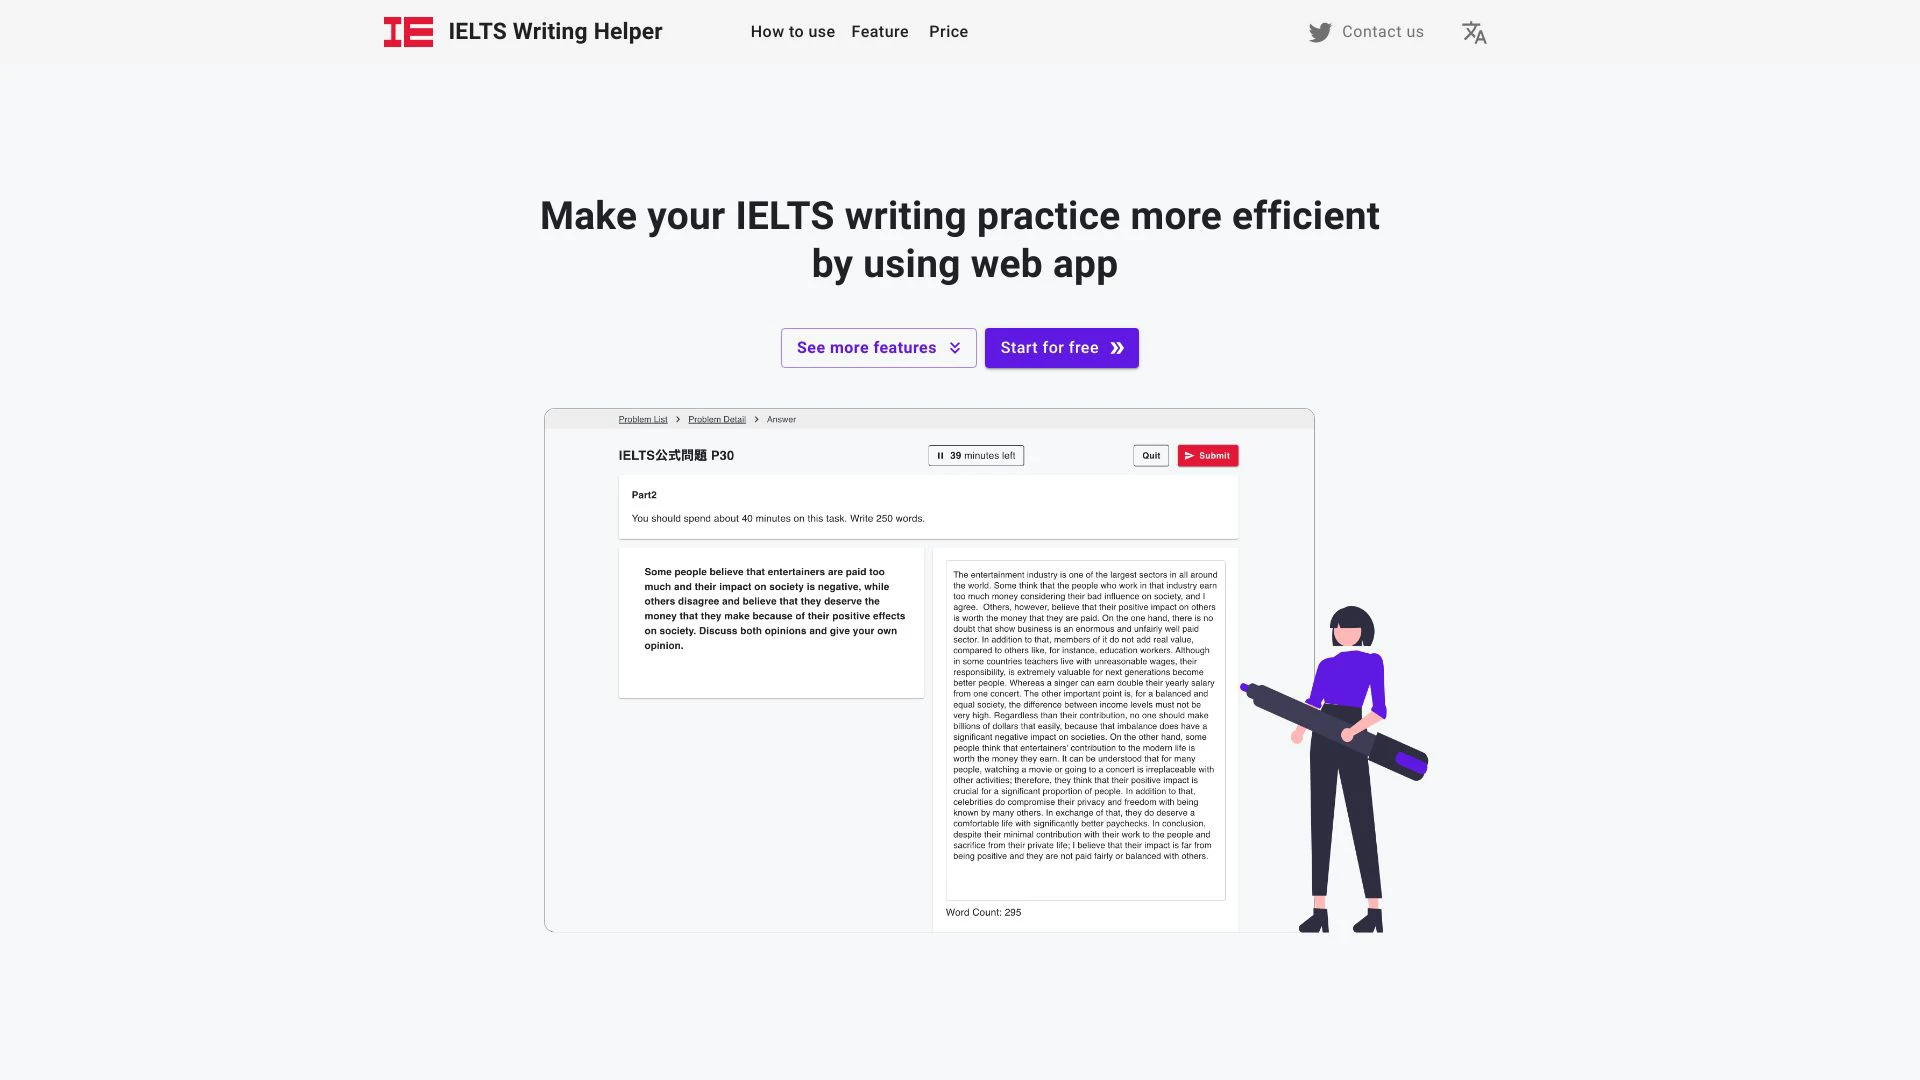 IELTS Writing Helper
How to use
Feature
Price
Contact us
Make your IELTS writing practice more efficient
by using web app
See more features
Start for free
Problem List > Problem Detail > Answer
IELTS公式問題 P30
39 minutes left
Quit
Submit
Part2
You should spend about 40 minutes on this task. Write 250 words.
Some people believe that entertainers are paid too
much and their impact on society is negative, while
others disagree and believe that they deserve the
money that they make because of their positive effects
on society. Discuss both opinions and give your own
opinion.
The entertainment industry is one of the largest sectors in all around
the world. Some think that the people who work in that industry earn
too much money considering their bad influence on society, and I
agree.  Others, however, believe that their positive impact on others
is worth the money that they are paid. On the one hand, there is no
doubt that show business is an enormous and unfairly well paid
sector. In addition to that, members of it do not add real value,
compared to others like, for instance, education workers. Although
in some countries teachers live with unreasonable wages, their
responsibility, is extremely valuable for next generations become
better people. Whereas a singer can earn double their yearly salary
from one concert. The other important point is, for a balanced and
equal society, the difference between income levels must not be
very high. Regardless than their contribution, no one should make
billions of dollars that easily, because that imbalance does have a
significant negative impact on societies. On the other hand, some
people think that entertainers' contribution to the modern life is
worth the money they earn. It can be understood that for many
people, watching a movie or going to a concert is irreplaceable with
other activities; therefore, they think that their positive impact is
crucial for a significant proportion of people. In addition to that,
celebrities do compromise their privacy and freedom with being
known by many others. In exchange of that, they do deserve a
comfortable life with significantly better paychecks. In conclusion,
despite their minimal contribution with their work to the people and
sacrifice from their private life; I believe that their impact is far from
being positive and they are not paid fairly or balanced with others.
Word Count: 295